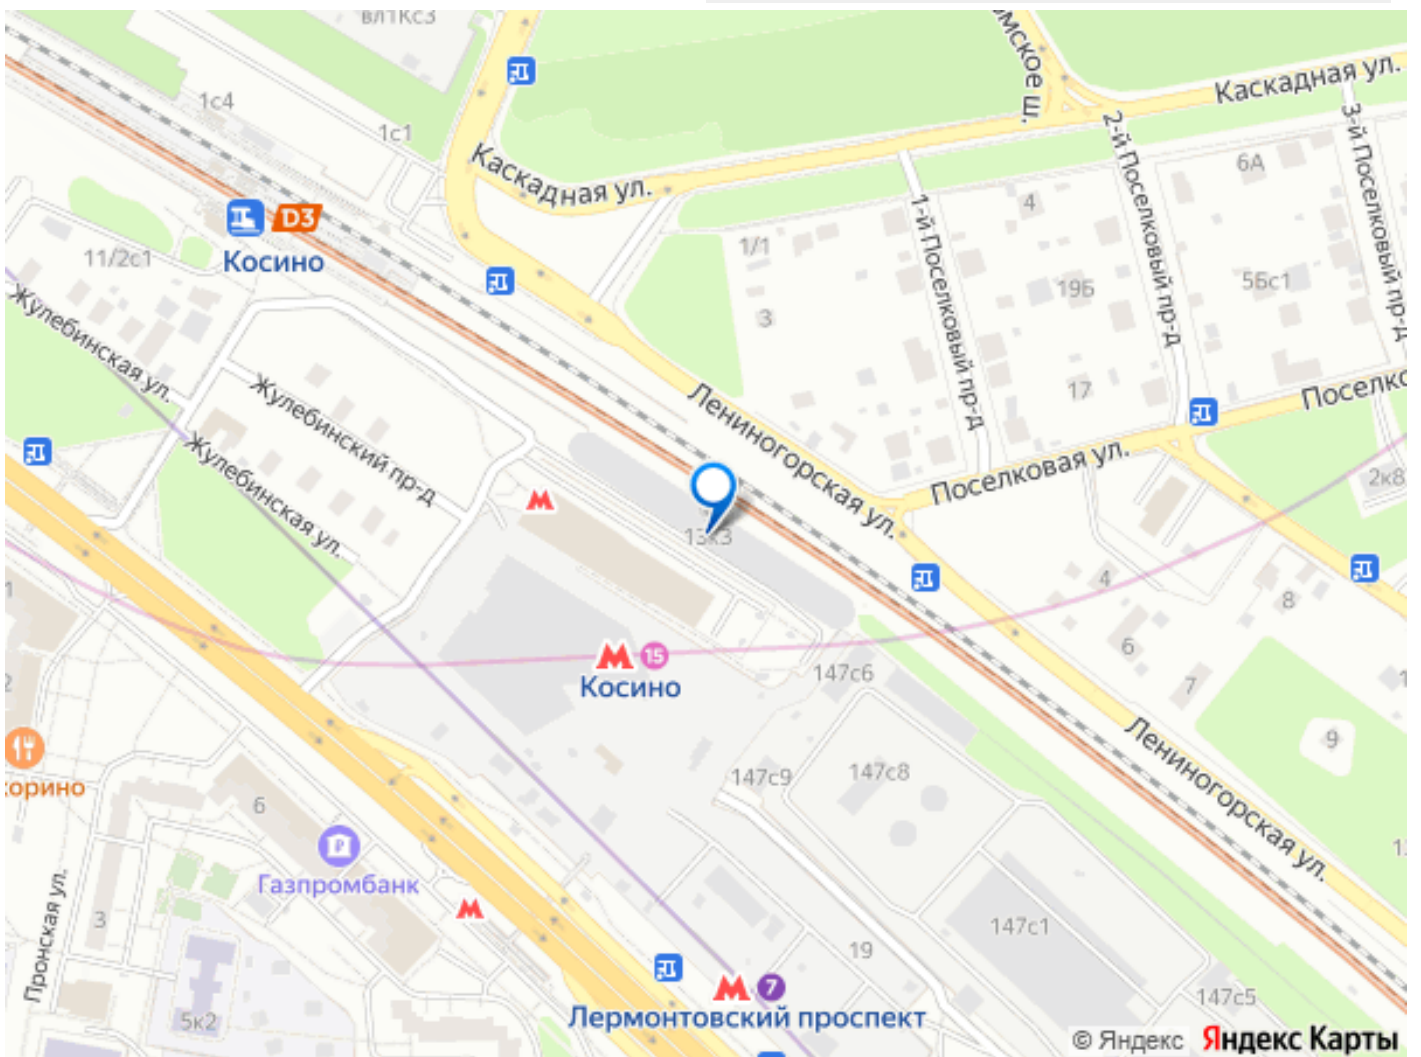 вл1Кс3
1с4
1с1
Каскадная ул.
Каскадная ул.
2-й Поселковый пр-д
3-й Поселковый пр-д
6А
4
1-й Поселковый пр-д
1/1
D3
Косино
11/2с1
19Б
5Бс1
3
Жулебинская ул.
Жулебинский пр-д
17
Лениногорская ул.
Поселковая ул.
Жулебинская ул.
2к8
13к3
4
8
6
15
Косино
147с6
7
9
Лениногорская ул.
147с9
147с8
6
Газпромбанк
Пронская ул.
3
147с1
19
7
Лермонтовский проспект
147с5
5к2
© Яндекс Яндекс Карты